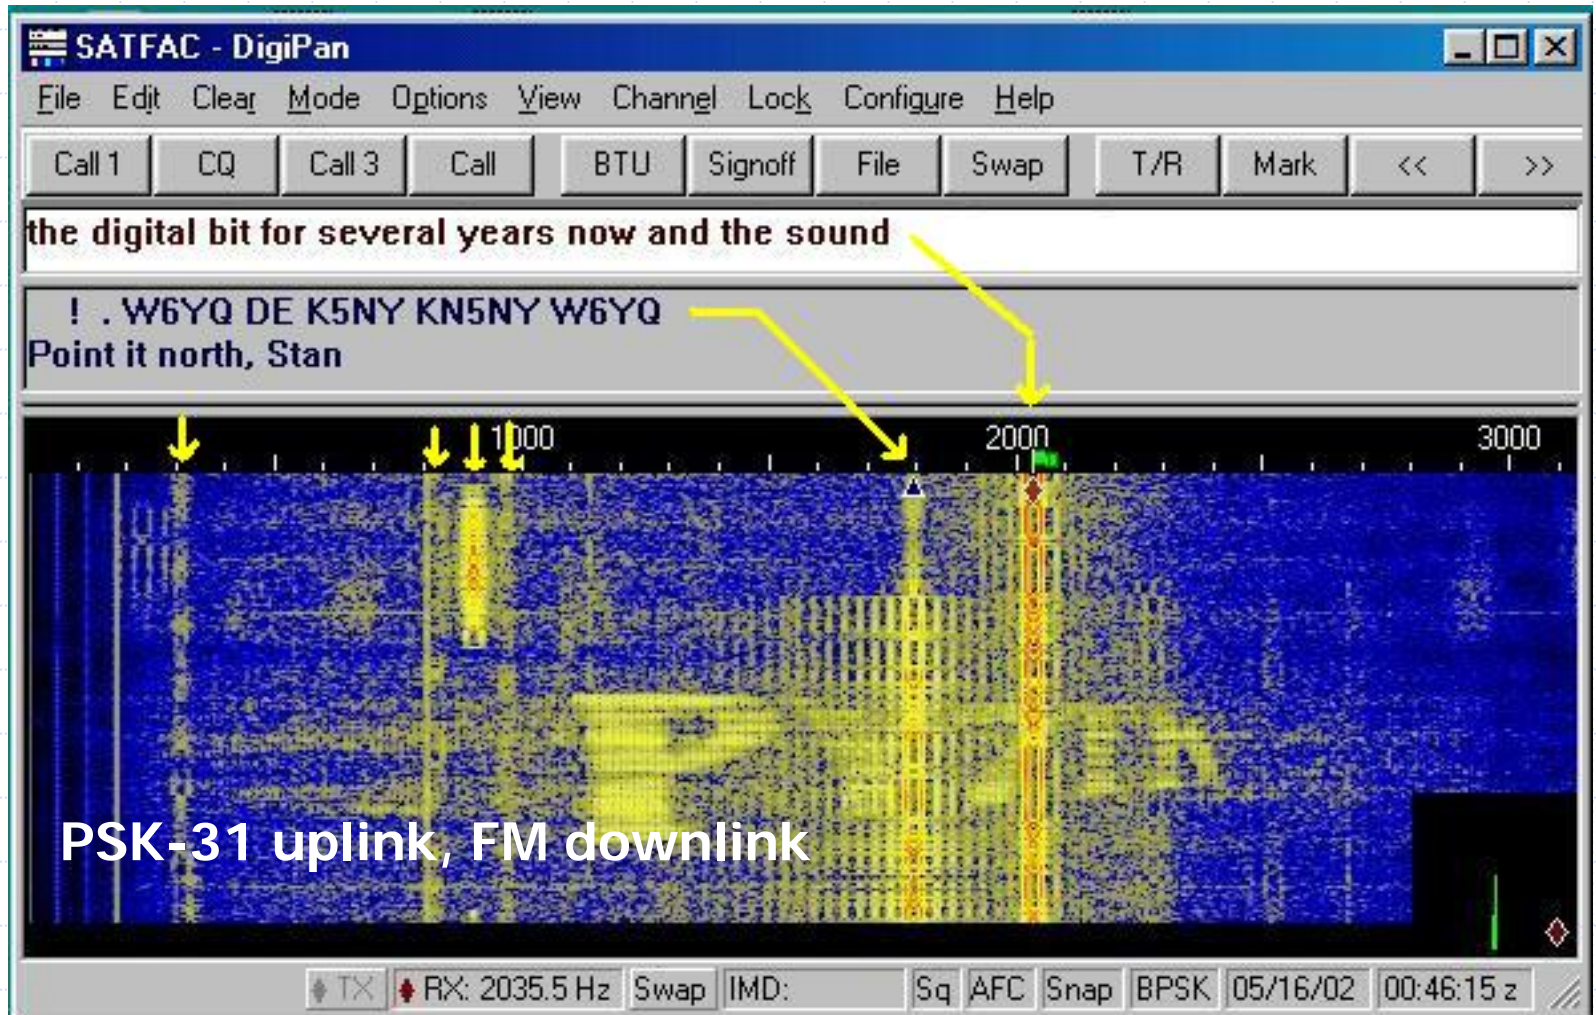 SATFAC - DigiPan
File Edit Clear Mode Options View Channel Lock Configure Help
Call 1 CQ Call 3 Call BTU Signoff File Swap T/R Mark << >>
the digital bit for several years now and the sound
! . W6YQ DE K5NY KN5NY W6YQ
Point it north, Stan
1000 2000 3000
PSK-31 uplink, FM downlink
TX RX: 2035.5 Hz Swap IMD: Sq AFC Snap BPSK 05/16/02 00:46:15 z